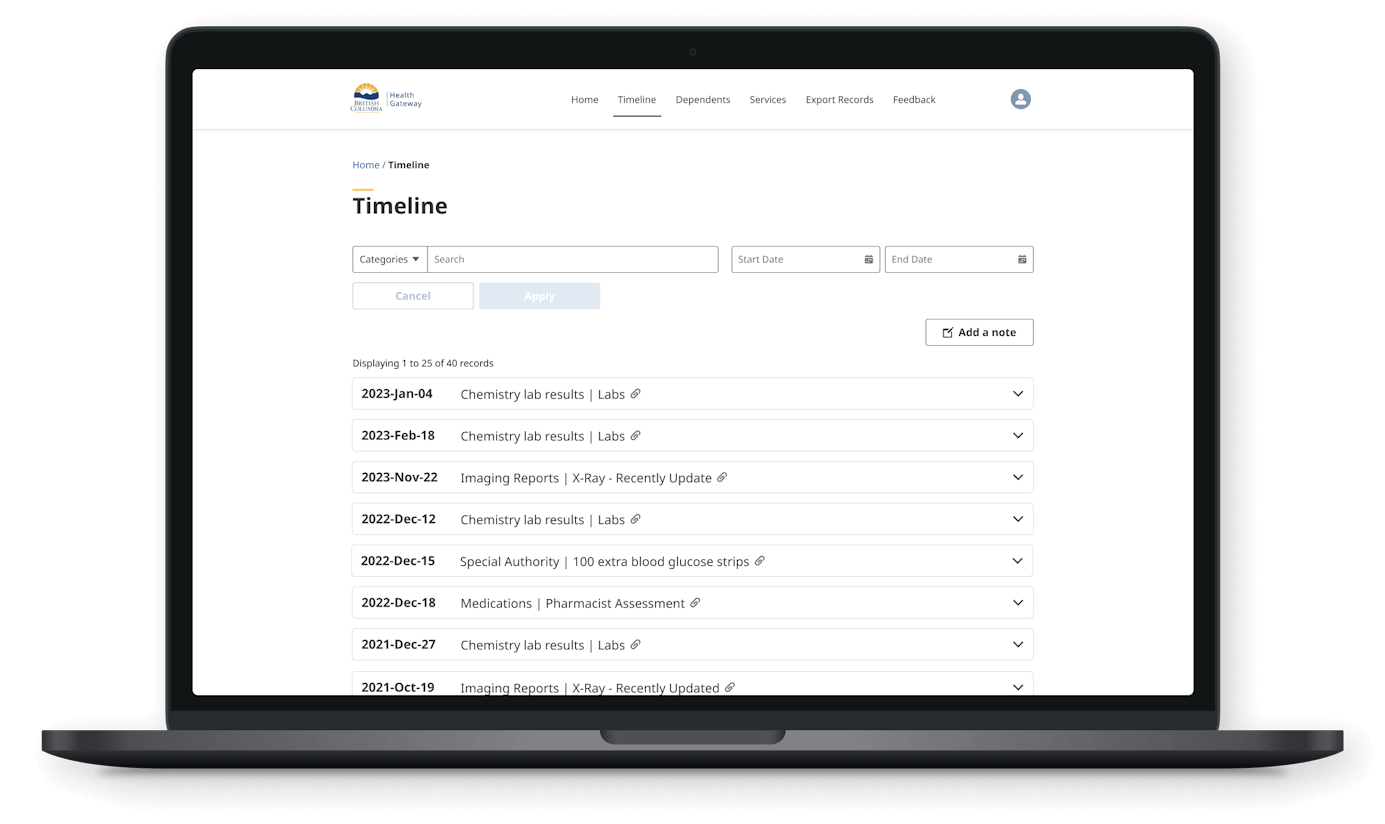 BRITISH
COLUMBIA
Health
Gateway
Home Timeline Dependents Services Export Records Feedback
Home / Timeline
Timeline
Categories Search Start Date End Date
Cancel Apply
Add a note
Displaying 1 to 25 of 40 records
2023-Jan-04 Chemistry lab results | Labs
2023-Feb-18 Chemistry lab results | Labs
2023-Nov-22 Imaging Reports | X-Ray - Recently Update
2022-Dec-12 Chemistry lab results | Labs
2022-Dec-15 Special Authority | 100 extra blood glucose strips
2022-Dec-18 Medications | Pharmacist Assessment
2021-Dec-27 Chemistry lab results | Labs
2021-Oct-19 Imaging Reports | X-Ray - Recently Updated